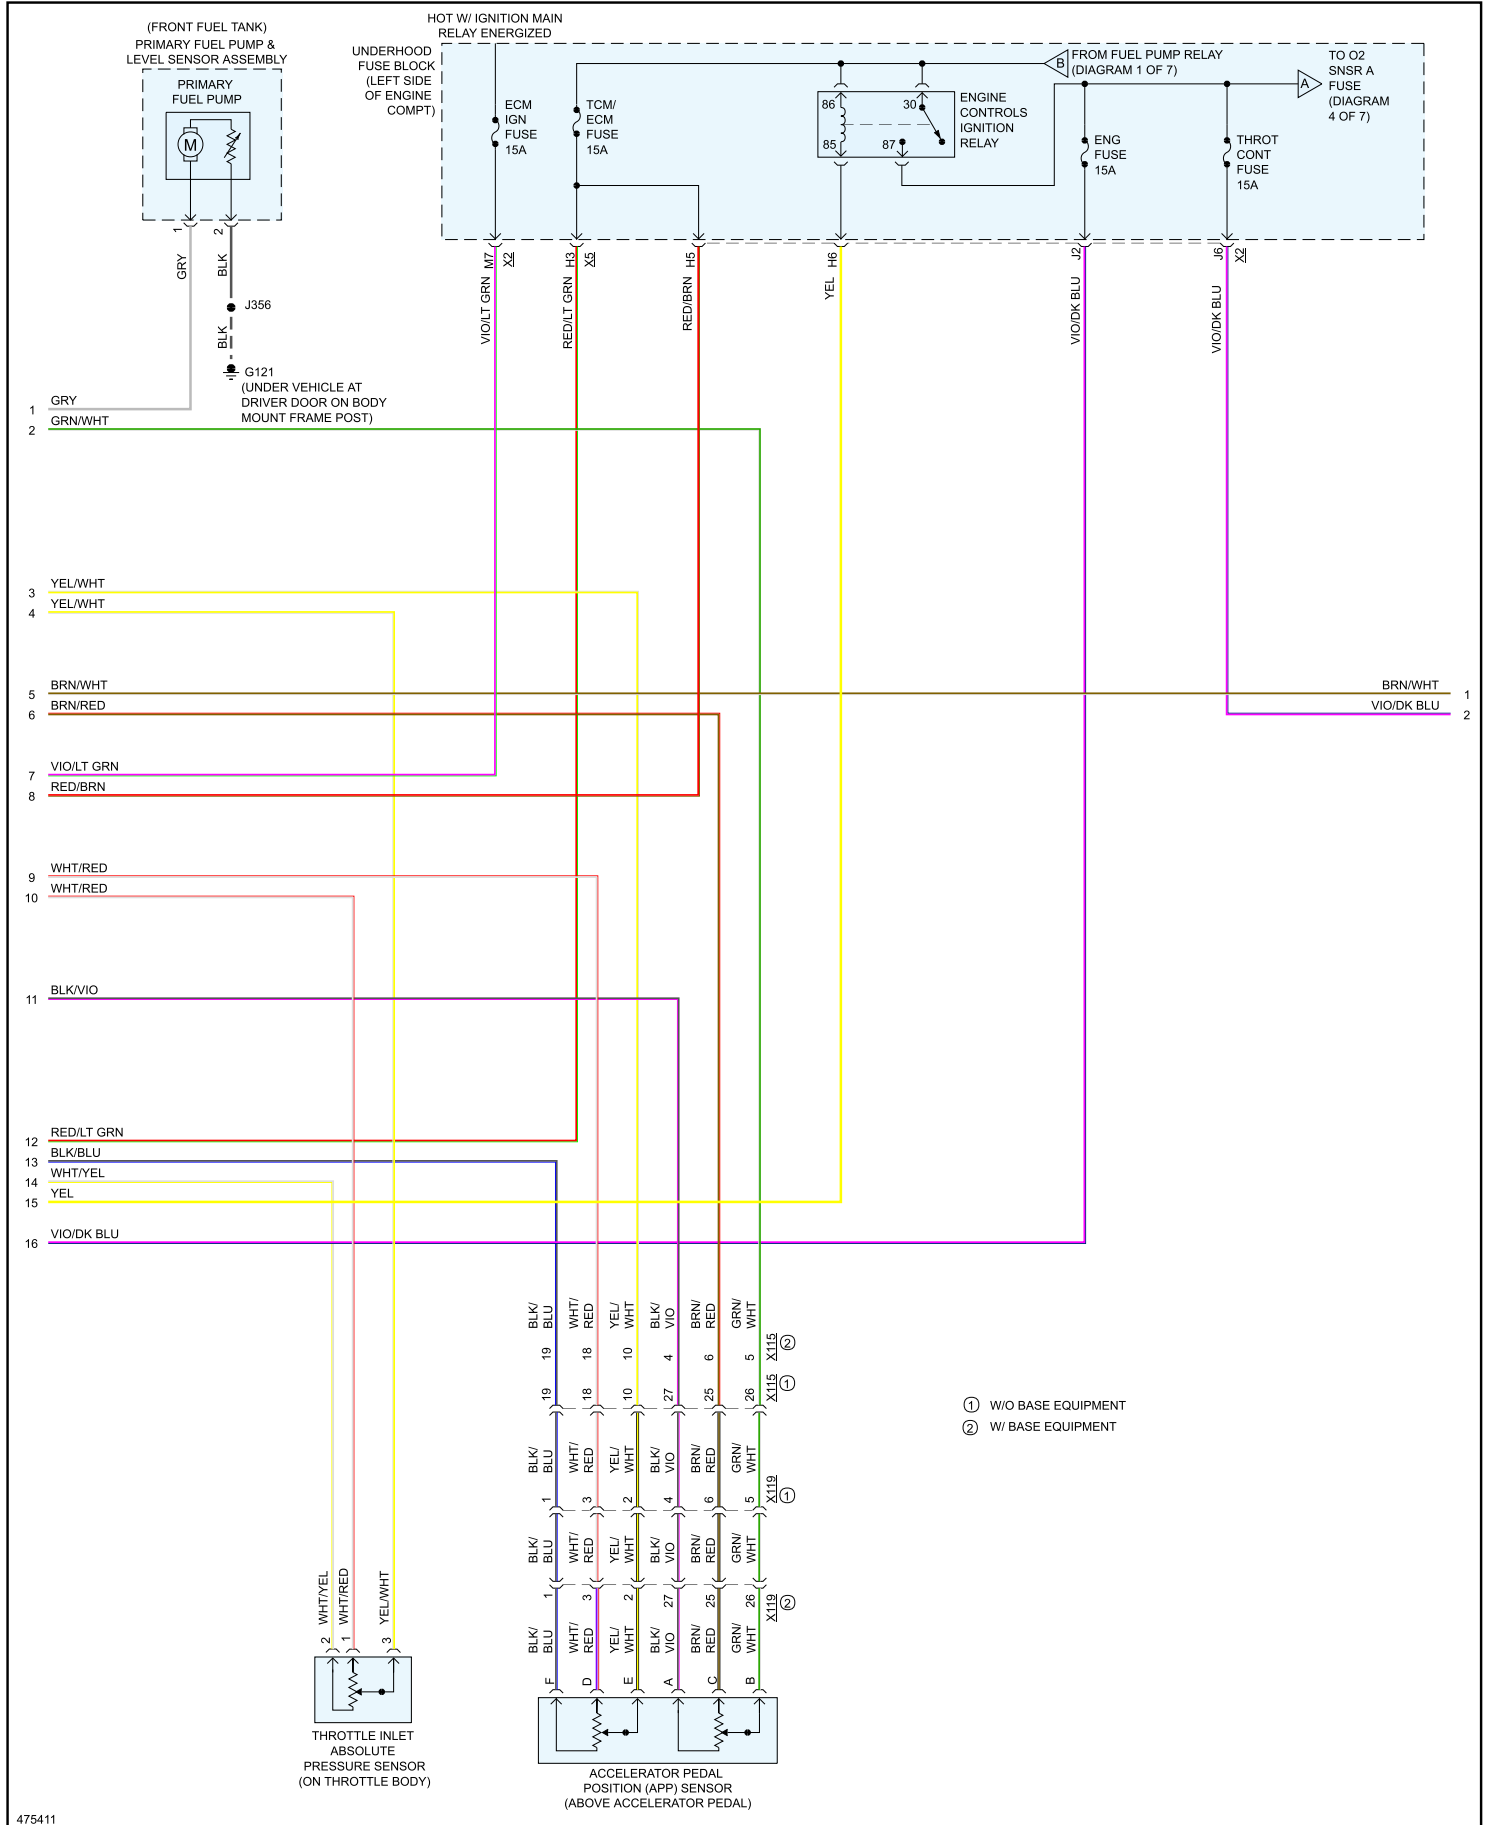 (FRONT FUEL TANK)
PRIMARY FUEL PUMP &
LEVEL SENSOR ASSEMBLY
PRIMARY
FUEL PUMP
M
1
2
GRY
BLK
J356
BLK
G121
(UNDER VEHICLE AT
DRIVER DOOR ON BODY
MOUNT FRAME POST)
HOT W/ IGNITION MAIN
RELAY ENERGIZED
UNDERHOOD
FUSE BLOCK
(LEFT SIDE
OF ENGINE
COMPT)
ECM
IGN
FUSE
15A
TCM/
ECM
FUSE
15A
86
30
85
87
ENGINE
CONTROLS
IGNITION
RELAY
B
FROM FUEL PUMP RELAY
(DIAGRAM 1 OF 7)
ENG
FUSE
15A
THROT
CONT
FUSE
15A
A
TO O2
SNSR A
FUSE
(DIAGRAM
4 OF 7)
M7
X2
H3
X5
H5
H6
J2
J6
X2
VIO/LT GRN
RED/LT GRN
RED/BRN
YEL
VIO/DK BLU
VIO/DK BLU
1 GRY
2 GRN/WHT
3 YEL/WHT
4 YEL/WHT
5 BRN/WHT
BRN/WHT 1
6 BRN/RED
VIO/DK BLU 2
7 VIO/LT GRN
8 RED/BRN
9 WHT/RED
10 WHT/RED
11 BLK/VIO
12 RED/LT GRN
13 BLK/BLU
14 WHT/YEL
15 YEL
16 VIO/DK BLU
BLK/
BLU
WHT/
RED
YEL/
WHT
BLK/
VIO
BRN/
RED
GRN/
WHT
19 18 10 4 6 5 X115 2
19 18 10 27 25 26 X115 1
BLK/
BLU
WHT/
RED
YEL/
WHT
BLK/
VIO
BRN/
RED
GRN/
WHT
1 3 2 4 6 5 X119 1
BLK/
BLU
WHT/
RED
YEL/
WHT
BLK/
VIO
BRN/
RED
GRN/
WHT
1 3 2 27 25 26 X119 2
BLK/
BLU
WHT/
RED
YEL/
WHT
BLK/
VIO
BRN/
RED
GRN/
WHT
F D E A C B
ACCELERATOR PEDAL
POSITION (APP) SENSOR
(ABOVE ACCELERATOR PEDAL)
1 W/O BASE EQUIPMENT
2 W/ BASE EQUIPMENT
WHT/YEL
WHT/RED
YEL/WHT
2 1 3
THROTTLE INLET
ABSOLUTE
PRESSURE SENSOR
(ON THROTTLE BODY)
475411